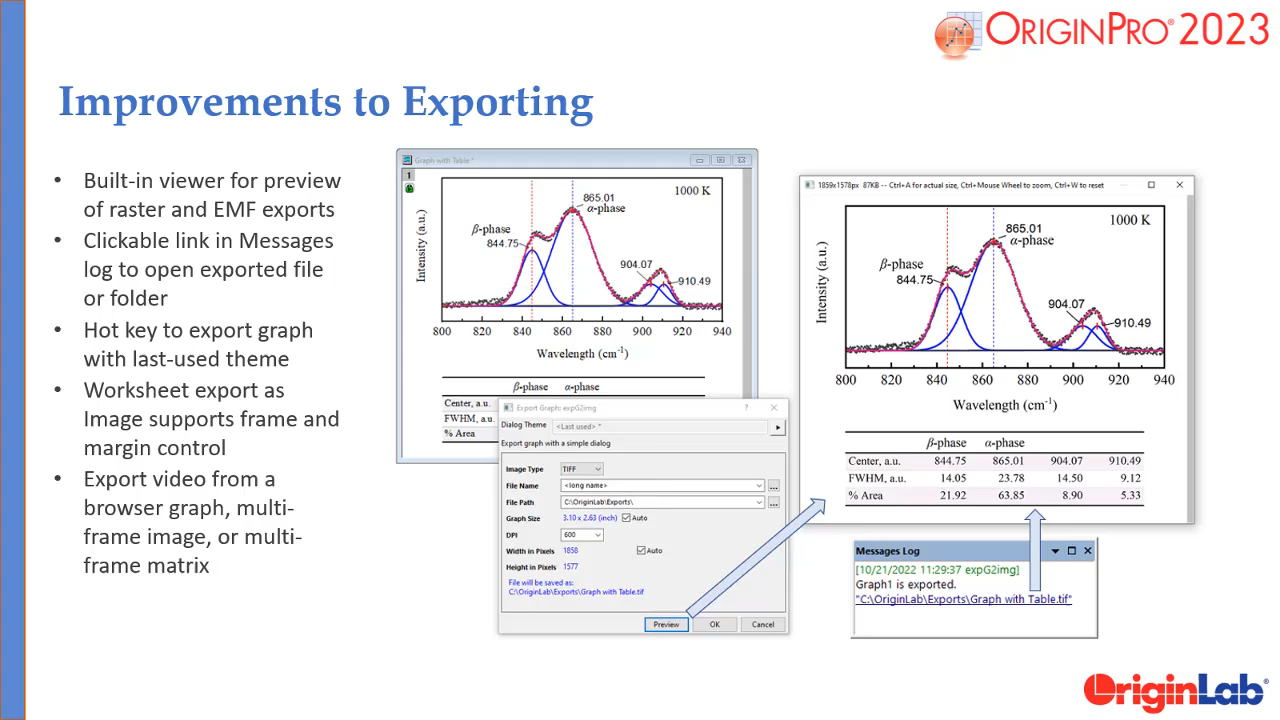 ORIGINPRO® 2023
Improvements to Exporting
• Built-in viewer for preview
of raster and EMF exports
• Clickable link in Messages
log to open exported file
or folder
• Hot key to export graph
with last-used theme
• Worksheet export as
Image supports frame and
margin control
• Export video from a
browser graph, multi-
frame image, or multi-
frame matrix
Graph with Table *
1
1000 K
865.01
α-phase
β-phase
844.75
904.07
910.49
Intensity (a.u.)
800 820 840 860 880 900 920 940
Wavelength (cm⁻¹)
β-phase α-phase
Center, a.u.
FWHM, a.u.
% Area
Export Graph: expG2img
Dialog Theme <Last used> *
Export graph with a simple dialog
Image Type TIFF
File Name <long name>
File Path C:\OriginLab\Exports\
Graph Size 3.10 x 2.63 (inch) Auto
DPI 600
Width in Pixels 1858 Auto
Height in Pixels 1577
File will be saved as:
C:\OriginLab\Exports\Graph with Table.tif
Preview OK Cancel
1859x1578px 87KB -- Ctrl+A for actual size, Ctrl+Mouse Wheel to zoom, Ctrl+W to reset
1000 K
865.01
α-phase
β-phase
844.75
904.07
910.49
Intensity (a.u.)
800 820 840 860 880 900 920 940
Wavelength (cm⁻¹)
β-phase α-phase
Center, a.u. 844.75 865.01 904.07 910.49
FWHM, a.u. 14.05 23.78 14.50 9.12
% Area 21.92 63.85 8.90 5.33
Messages Log
[10/21/2022 11:29:37 expG2img]
Graph1 is exported.
"C:\OriginLab\Exports\Graph with Table.tif"
OriginLab®